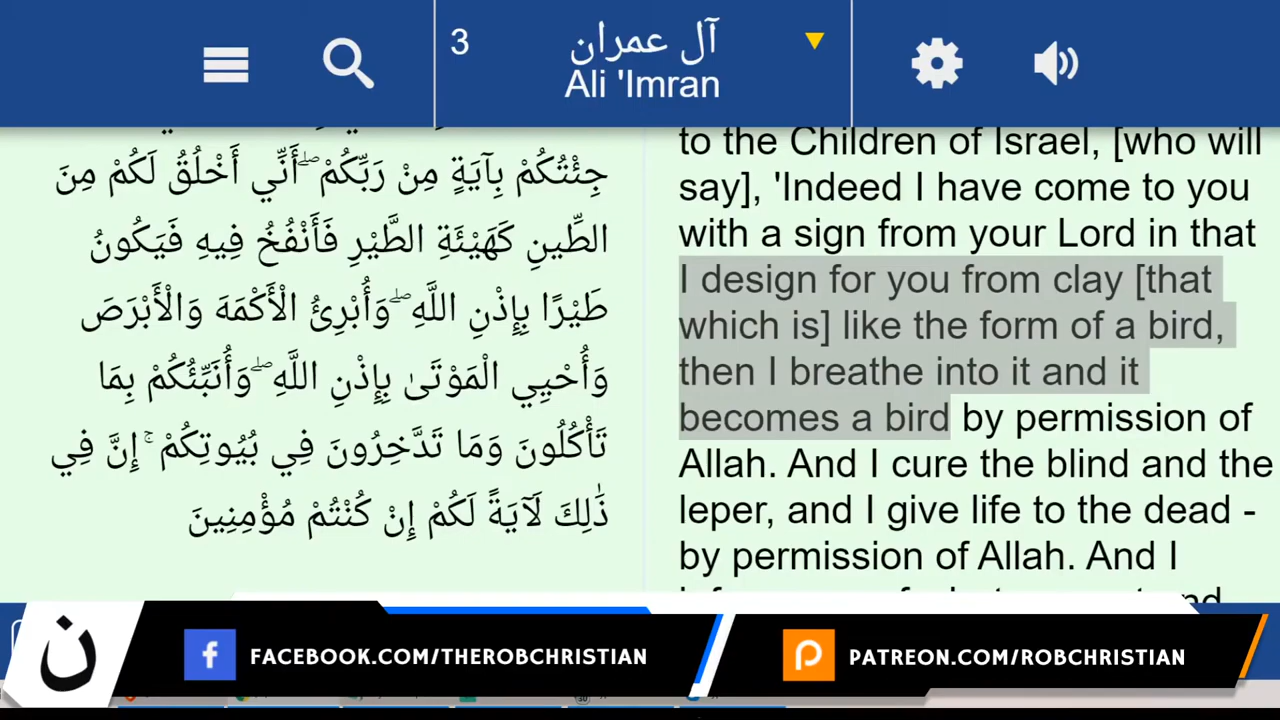 3
آل عمران
Ali 'Imran
جِئْتُكُمْ بِآيَةٍ مِنْ رَبِّكُمْ ۖ أَنِّي أَخْلُقُ لَكُمْ مِنَ
الطِّينِ كَهَيْئَةِ الطَّيْرِ فَأَنْفُخُ فِيهِ فَيَكُونُ
طَيْرًا بِإِذْنِ اللَّهِ ۖ وَأُبْرِئُ الْأَكْمَهَ وَالْأَبْرَصَ
وَأُحْيِي الْمَوْتَىٰ بِإِذْنِ اللَّهِ ۖ وَأُنَبِّئُكُمْ بِمَا
تَأْكُلُونَ وَمَا تَدَّخِرُونَ فِي بُيُوتِكُمْ ۚ إِنَّ فِي
ذَٰلِكَ لَآيَةً لَكُمْ إِنْ كُنْتُمْ مُؤْمِنِينَ
to the Children of Israel, [who will
say], 'Indeed I have come to you
with a sign from your Lord in that
I design for you from clay [that
which is] like the form of a bird,
then I breathe into it and it
becomes a bird by permission of
Allah. And I cure the blind and the
leper, and I give life to the dead -
by permission of Allah. And I
ن
FACEBOOK.COM/THEROBCHRISTIAN
PATREON.COM/ROBCHRISTIAN